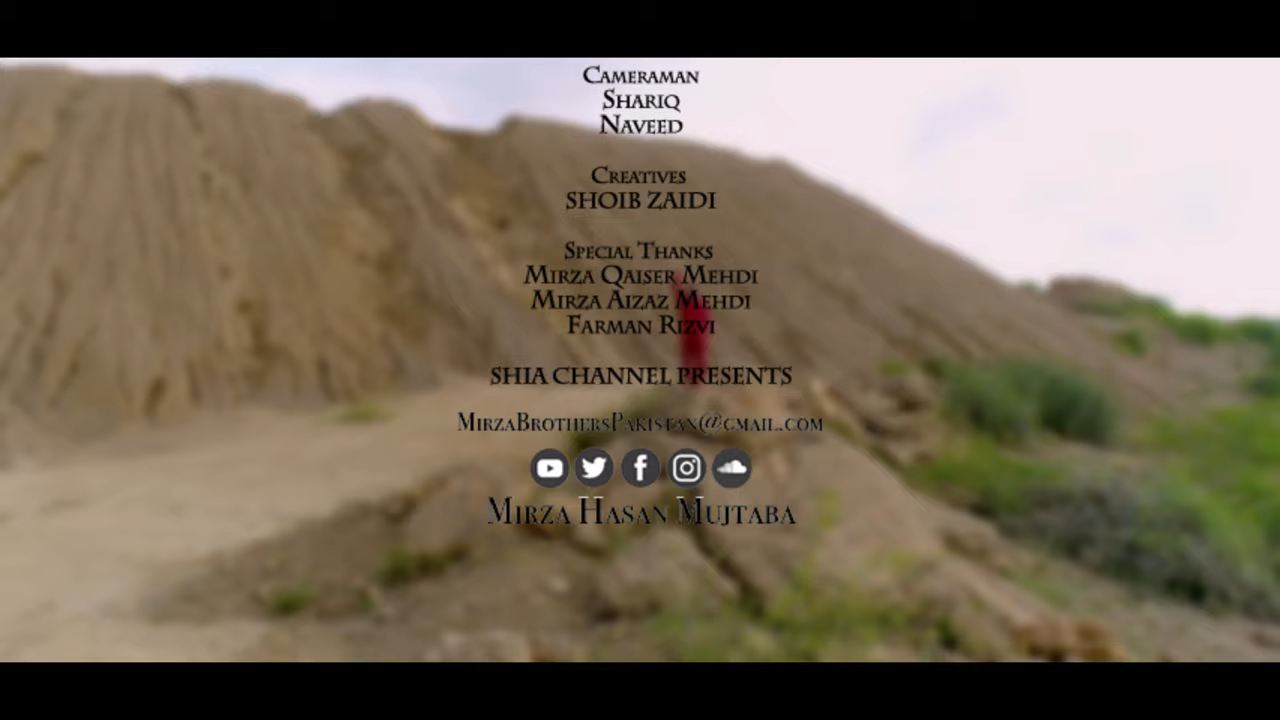 Cameraman
Shariq
Naveed
Creatives
SHOIB ZAIDI
Special Thanks
Mirza Qaiser Mehdi
Mirza Aizaz Mehdi
Farman Rizvi
SHIA CHANNEL PRESENTS
MirzaBrothersPakistan@gmail.com
Mirza Hasan Mujtaba